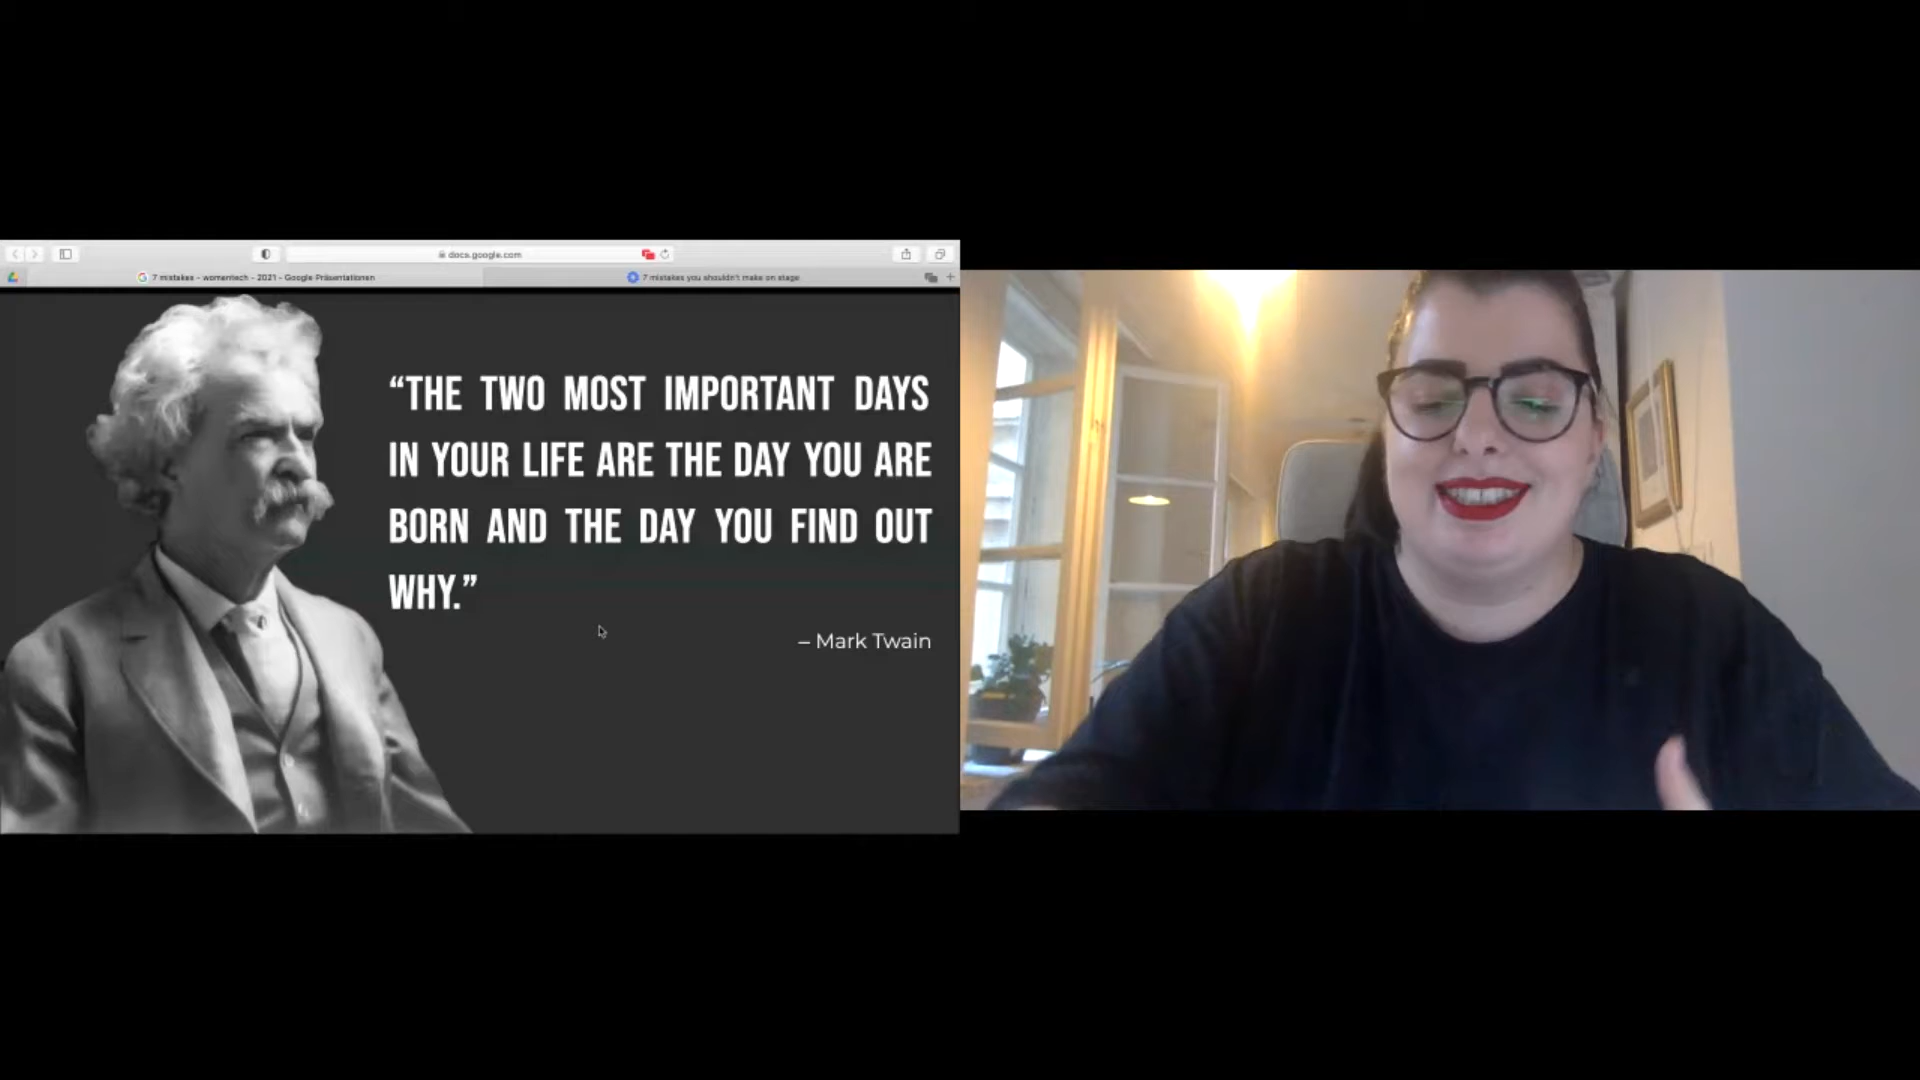 docs.google.com
7 mistakes - womentech - 2021 - Google Präsentationen
7 mistakes you shouldn't make on stage
“THE TWO MOST IMPORTANT DAYS
IN YOUR LIFE ARE THE DAY YOU ARE
BORN AND THE DAY YOU FIND OUT
WHY.”
– Mark Twain